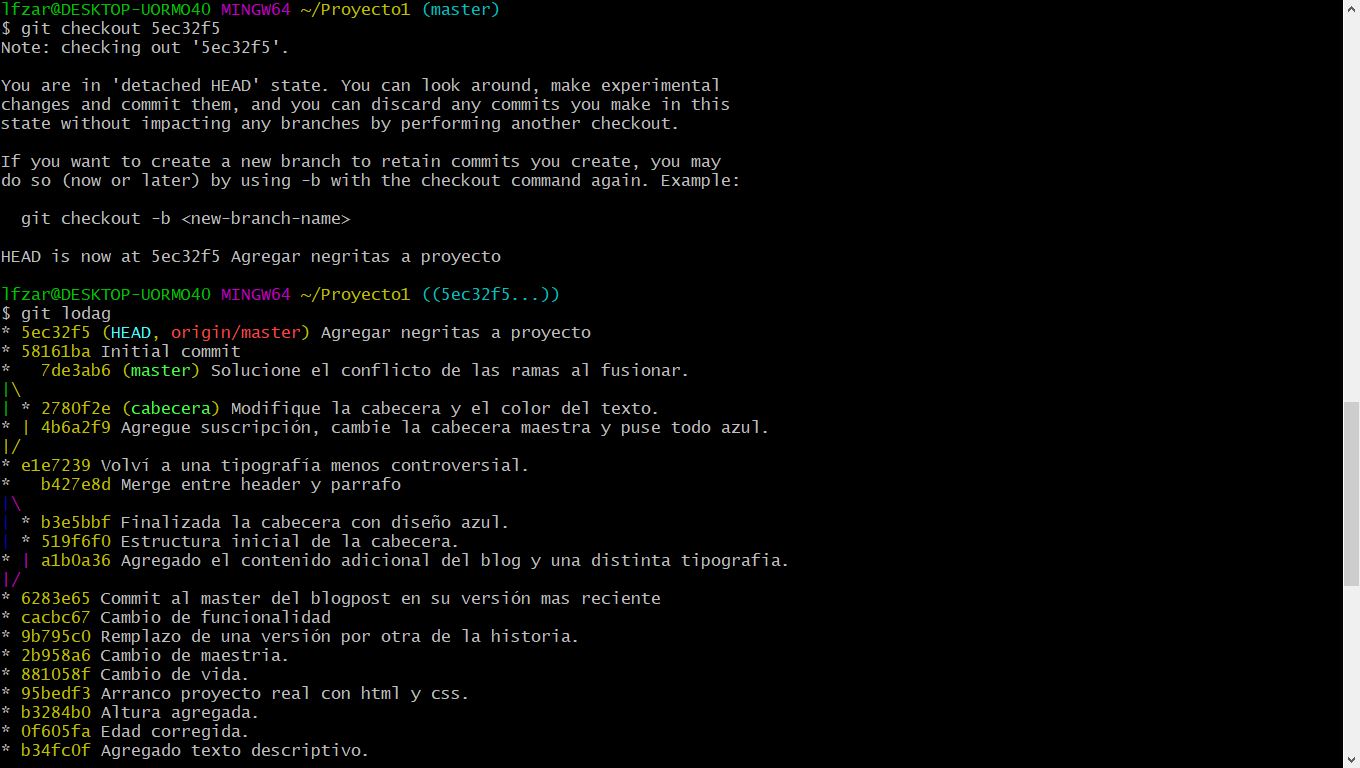 lfzar@DESKTOP-UORMO4O MINGW64 ~/Proyecto1 (master)
$ git checkout 5ec32f5
Note: checking out '5ec32f5'.
You are in 'detached HEAD' state. You can look around, make experimental
changes and commit them, and you can discard any commits you make in this
state without impacting any branches by performing another checkout.
If you want to create a new branch to retain commits you create, you may
do so (now or later) by using -b with the checkout command again. Example:
git checkout -b <new-branch-name>
HEAD is now at 5ec32f5 Agregar negritas a proyecto
lfzar@DESKTOP-UORMO4O MINGW64 ~/Proyecto1 ((5ec32f5...))
$ git lodag
* 5ec32f5 (HEAD, origin/master) Agregar negritas a proyecto
* 58161ba Initial commit
*   7de3ab6 (master) Solucione el conflicto de las ramas al fusionar.
|\
| * 2780f2e (cabecera) Modifique la cabecera y el color del texto.
* | 4b6a2f9 Agregue suscripción, cambie la cabecera maestra y puse todo azul.
|/
* e1e7239 Volví a una tipografía menos controversial.
*   b427e8d Merge entre header y parrafo
|\
| * b3e5bbf Finalizada la cabecera con diseño azul.
| * 519f6f0 Estructura inicial de la cabecera.
* | a1b0a36 Agregado el contenido adicional del blog y una distinta tipografia.
|/
* 6283e65 Commit al master del blogpost en su versión mas reciente
* cacbc67 Cambio de funcionalidad
* 9b795c0 Remplazo de una versión por otra de la historia.
* 2b958a6 Cambio de maestria.
* 881058f Cambio de vida.
* 95bedf3 Arranco proyecto real con html y css.
* b3284b0 Altura agregada.
* 0f605fa Edad corregida.
* b34fc0f Agregado texto descriptivo.